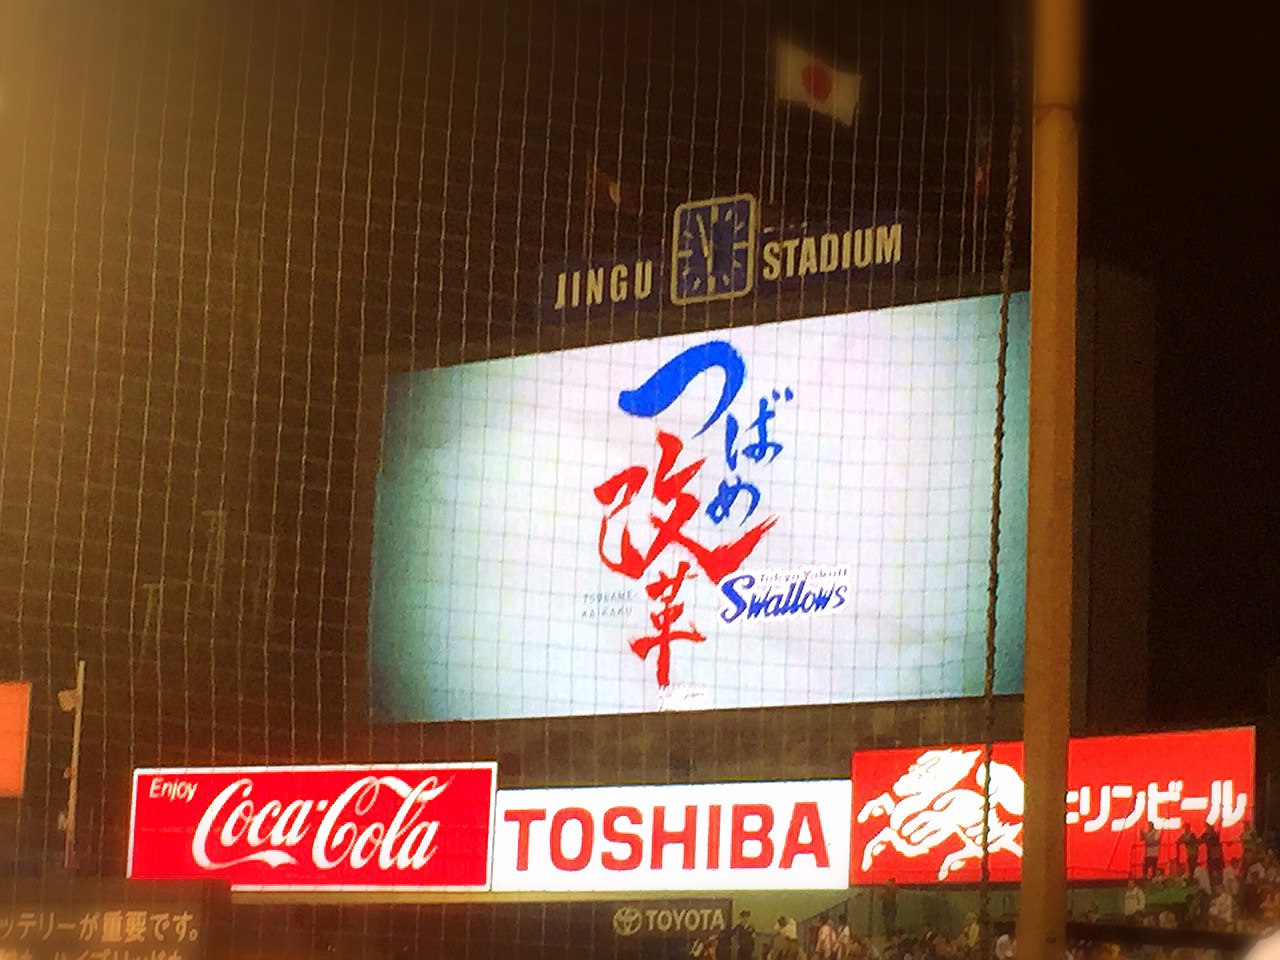 JINGU STADIUM
つばめ
改革
TSUBAME
KAIKAKU
Tokyo Yakult
Swallows
Enjoy
Coca-Cola
TOSHIBA
キリンビール
TOYOTA
ッテリーが重要です。